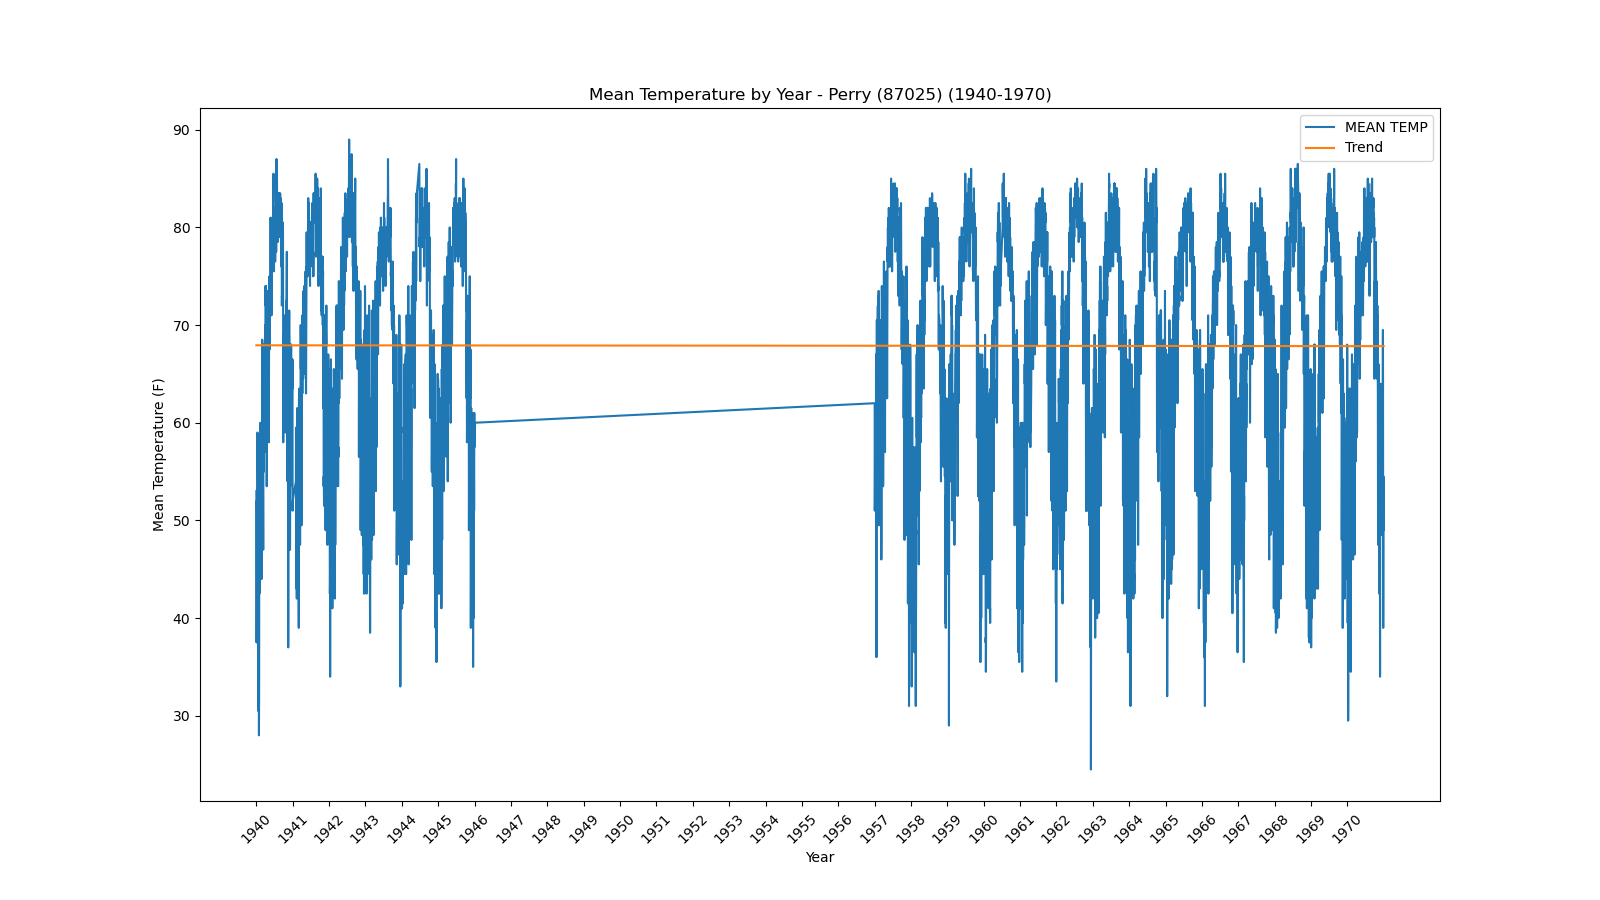 Mean Temperature by Year - Perry (87025) (1940-1970)
MEAN TEMP
Trend
Mean Temperature (F)
90
80
70
60
50
40
30
1940 1941 1942 1943 1944 1945 1946 1947 1948 1949 1950 1951 1952 1953 1954 1955 1956 1957 1958 1959 1960 1961 1962 1963 1964 1965 1966 1967 1968 1969 1970
Year